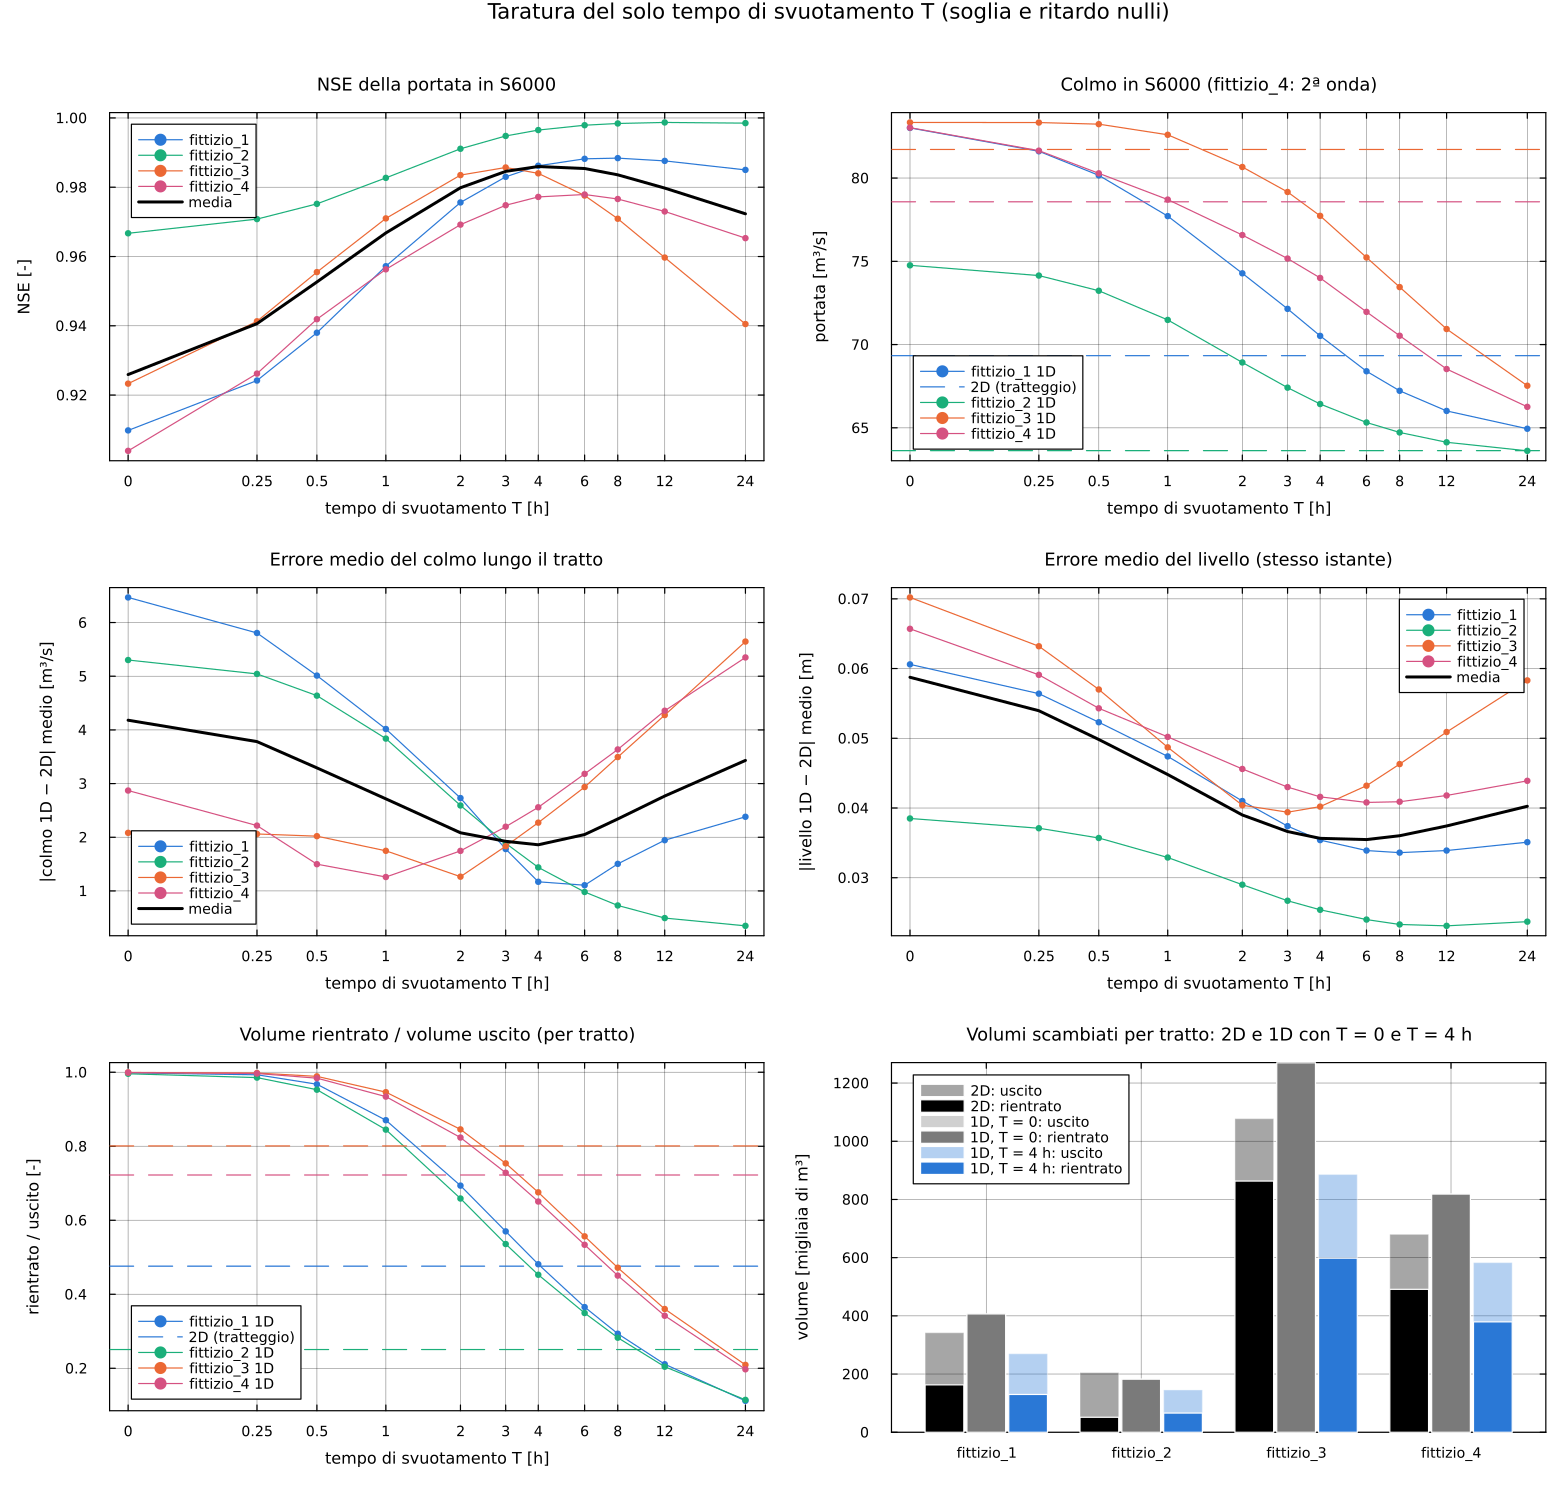 Taratura del solo tempo di svuotamento T (soglia e ritardo nulli)
NSE della portata in S6000
NSE [-]
1.00
0.98
0.96
0.94
0.92
fittizio_1
fittizio_2
fittizio_3
fittizio_4
media
0 0.25 0.5 1 2 3 4 6 8 12 24
tempo di svuotamento T [h]
Colmo in S6000 (fittizio_4: 2ª onda)
portata [m³/s]
80
75
70
65
fittizio_1 1D
2D (tratteggio)
fittizio_2 1D
fittizio_3 1D
fittizio_4 1D
0 0.25 0.5 1 2 3 4 6 8 12 24
tempo di svuotamento T [h]
Errore medio del colmo lungo il tratto
|colmo 1D − 2D| medio [m³/s]
6
5
4
3
2
1
fittizio_1
fittizio_2
fittizio_3
fittizio_4
media
0 0.25 0.5 1 2 3 4 6 8 12 24
tempo di svuotamento T [h]
Errore medio del livello (stesso istante)
|livello 1D − 2D| medio [m]
0.07
0.06
0.05
0.04
0.03
fittizio_1
fittizio_2
fittizio_3
fittizio_4
media
0 0.25 0.5 1 2 3 4 6 8 12 24
tempo di svuotamento T [h]
Volume rientrato / volume uscito (per tratto)
rientrato / uscito [-]
1.0
0.8
0.6
0.4
0.2
fittizio_1 1D
2D (tratteggio)
fittizio_2 1D
fittizio_3 1D
fittizio_4 1D
0 0.25 0.5 1 2 3 4 6 8 12 24
tempo di svuotamento T [h]
Volumi scambiati per tratto: 2D e 1D con T = 0 e T = 4 h
volume [migliaia di m³]
1200
1000
800
600
400
200
0
2D: uscito
2D: rientrato
1D, T = 0: uscito
1D, T = 0: rientrato
1D, T = 4 h: uscito
1D, T = 4 h: rientrato
fittizio_1 fittizio_2 fittizio_3 fittizio_4